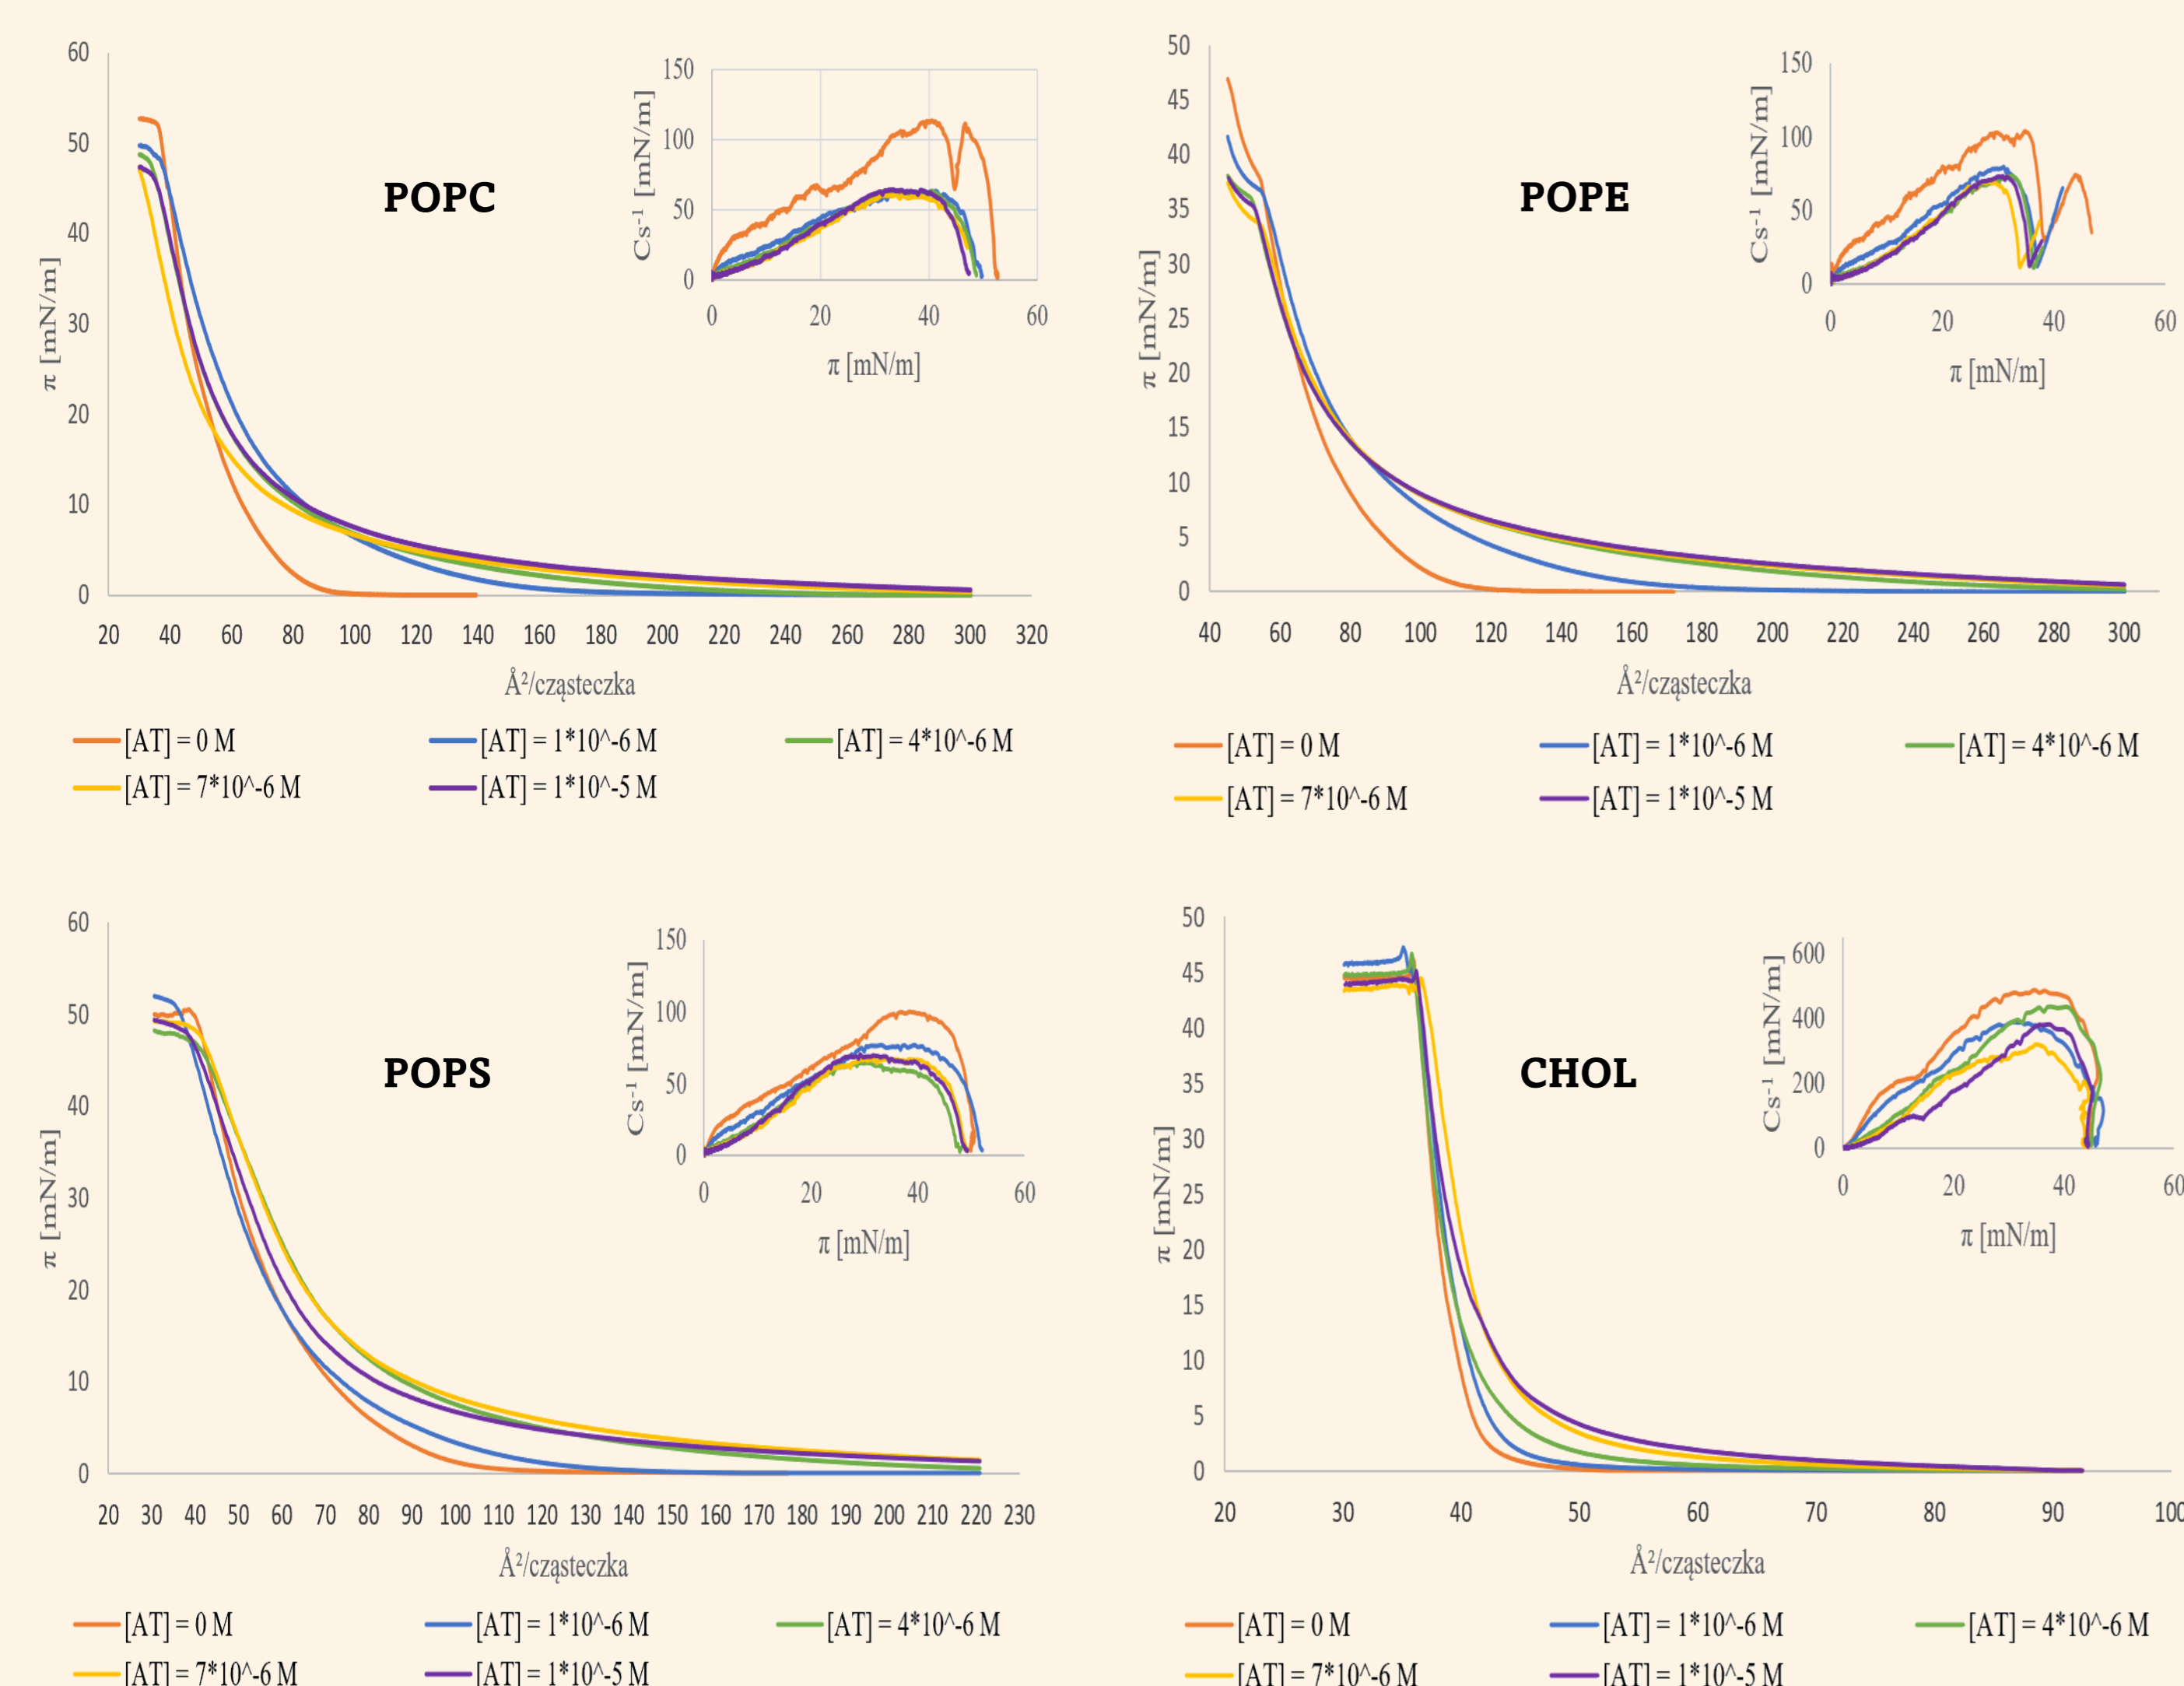 POPC
60
50
40
30
20
10
0
π [mN/m]
20 40 60 80 100 120 140 160 180 200 220 240 260 280 300 320
Å²/cząsteczka
150
100
50
0
Cs⁻¹ [mN/m]
0 20 40 60
π [mN/m]
[AT] = 0 M [AT] = 1*10^-6 M [AT] = 4*10^-6 M
[AT] = 7*10^-6 M [AT] = 1*10^-5 M
POPE
50
45
40
35
30
25
20
15
10
5
0
π [mN/m]
40 60 80 100 120 140 160 180 200 220 240 260 280 300
Å²/cząsteczka
150
100
50
0
Cs⁻¹ [mN/m]
0 20 40 60
π [mN/m]
[AT] = 0 M [AT] = 1*10^-6 M [AT] = 4*10^-6 M
[AT] = 7*10^-6 M [AT] = 1*10^-5 M
POPS
60
50
40
30
20
10
0
π [mN/m]
20 30 40 50 60 70 80 90 100 110 120 130 140 150 160 170 180 190 200 210 220 230
Å²/cząsteczka
150
100
50
0
Cs⁻¹ [mN/m]
0 20 40 60
π [mN/m]
[AT] = 0 M [AT] = 1*10^-6 M [AT] = 4*10^-6 M
[AT] = 7*10^-6 M [AT] = 1*10^-5 M
CHOL
50
45
40
35
30
25
20
15
10
5
0
π [mN/m]
20 30 40 50 60 70 80 90 100
Å²/cząsteczka
600
400
200
0
Cs⁻¹ [mN/m]
0 20 40 60
π [mN/m]
[AT] = 0 M [AT] = 1*10^-6 M [AT] = 4*10^-6 M
[AT] = 7*10^-6 M [AT] = 1*10^-5 M